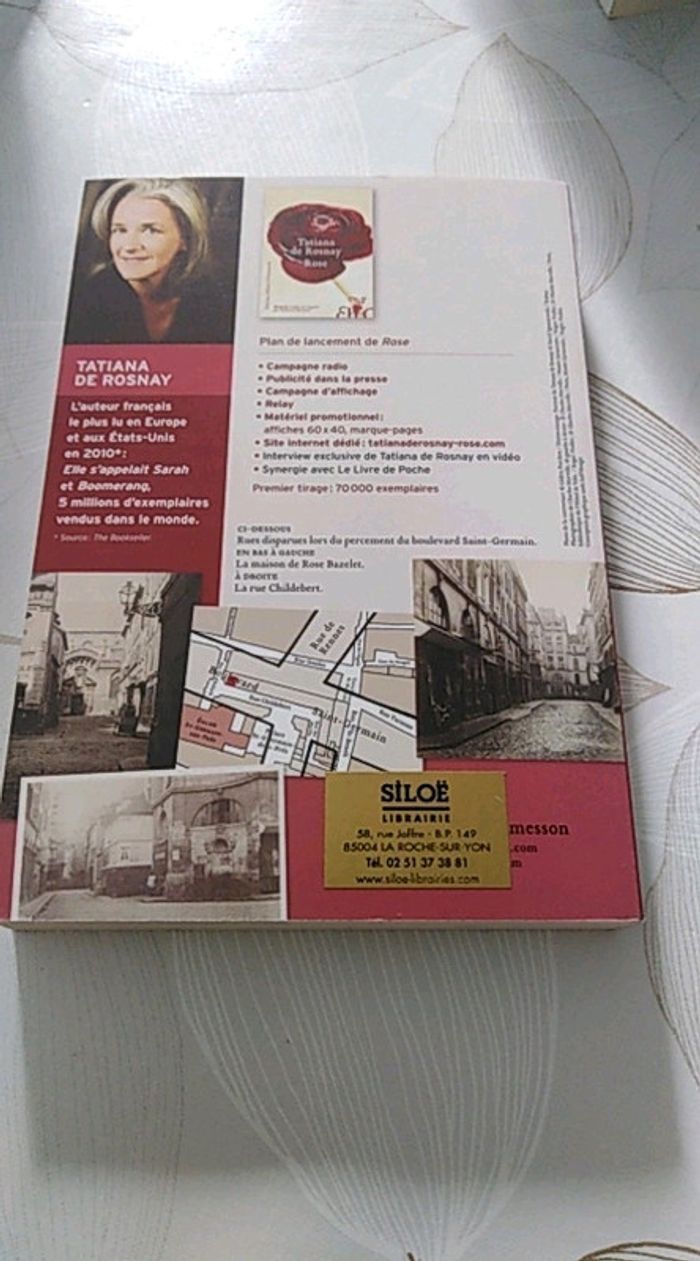 Tatiana
de Rosnay
Rose
EHO
TATIANA
DE ROSNAY
L'auteur français
le plus lu en Europe
et aux États-Unis
en 2010* :
Elle s'appelait Sarah
et Boomerang,
5 millions d'exemplaires
vendus dans le monde.
* Source : The Bookseller.
Plan de lancement de Rose
• Campagne radio
• Publicité dans la presse
• Campagne d'affichage
• Relay
• Matériel promotionnel :
affiches 60 x 40, marque-pages
• Site internet dédié : tatianaderosnay-rose.com
• Interview exclusive de Tatiana de Rosnay en vidéo
• Synergie avec Le Livre de Poche
Premier tirage : 70 000 exemplaires
CI-DESSOUS
Rues disparues lors du percement du boulevard Saint-Germain.
EN BAS À GAUCHE
La maison de Rose Bazelet.
À DROITE
La rue Childebert.
Rue de
Rennes
Boulevard
Rue Childebert
Saint-Germain
SILOË
LIBRAIRIE
58, rue Joffre - B.P. 149
85004 LA ROCHE-SUR-YON
Tél. 02 51 37 38 81
www.siloe-librairies.com
messon
.com
m